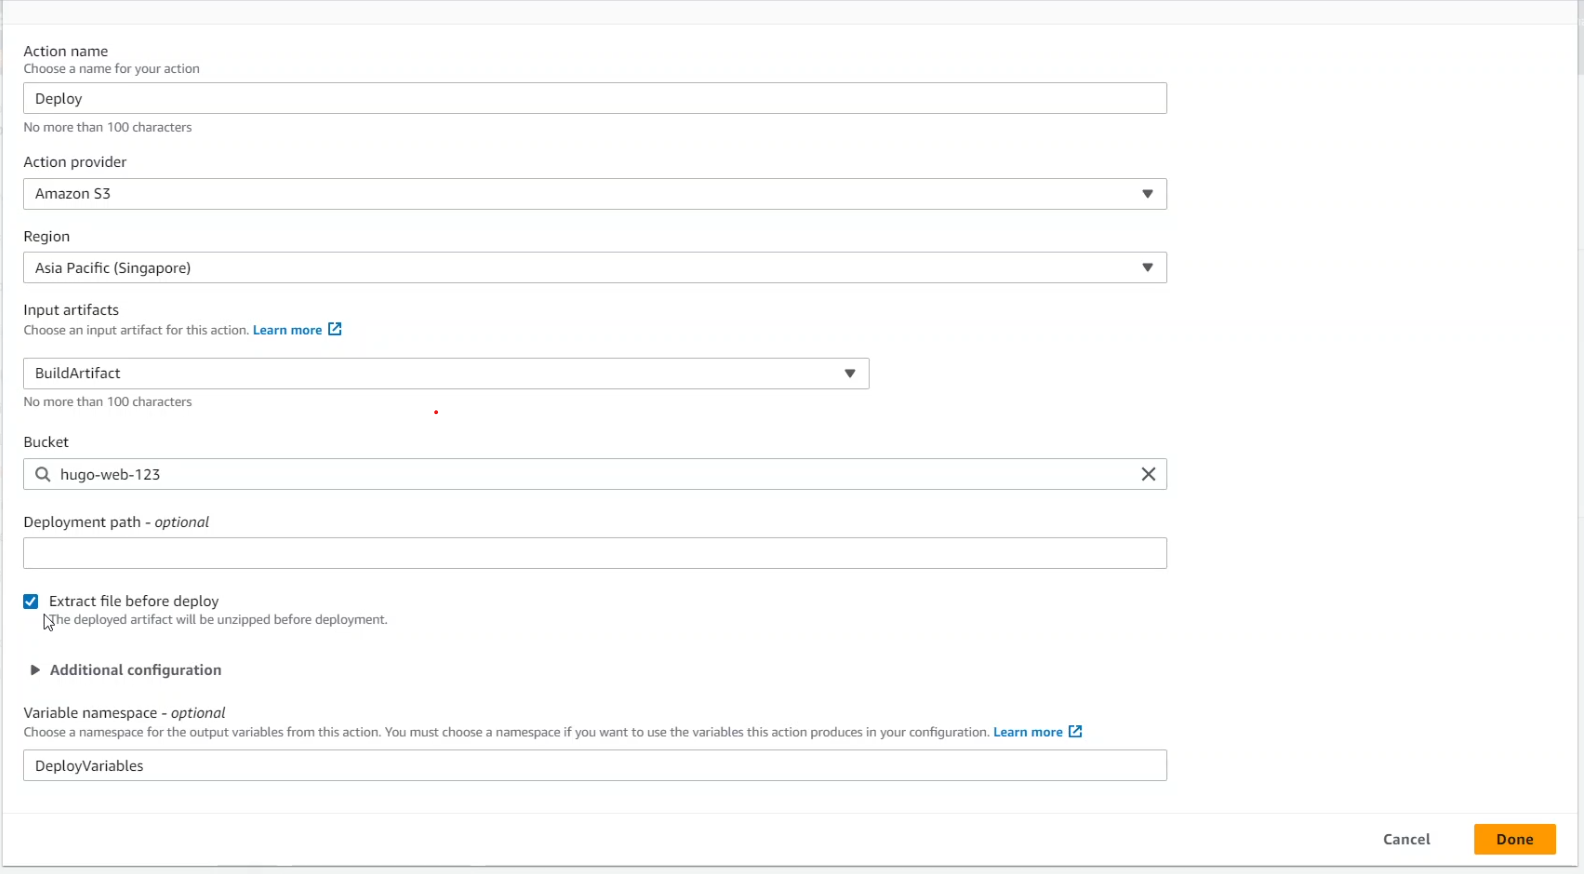 Action name
Choose a name for your action
Deploy
No more than 100 characters
Action provider
Amazon S3
Region
Asia Pacific (Singapore)
Input artifacts
Choose an input artifact for this action. Learn more
BuildArtifact
No more than 100 characters
Bucket
hugo-web-123
Deployment path - optional
Extract file before deploy
The deployed artifact will be unzipped before deployment.
Additional configuration
Variable namespace - optional
Choose a namespace for the output variables from this action. You must choose a namespace if you want to use the variables this action produces in your configuration. Learn more
DeployVariables
Cancel
Done